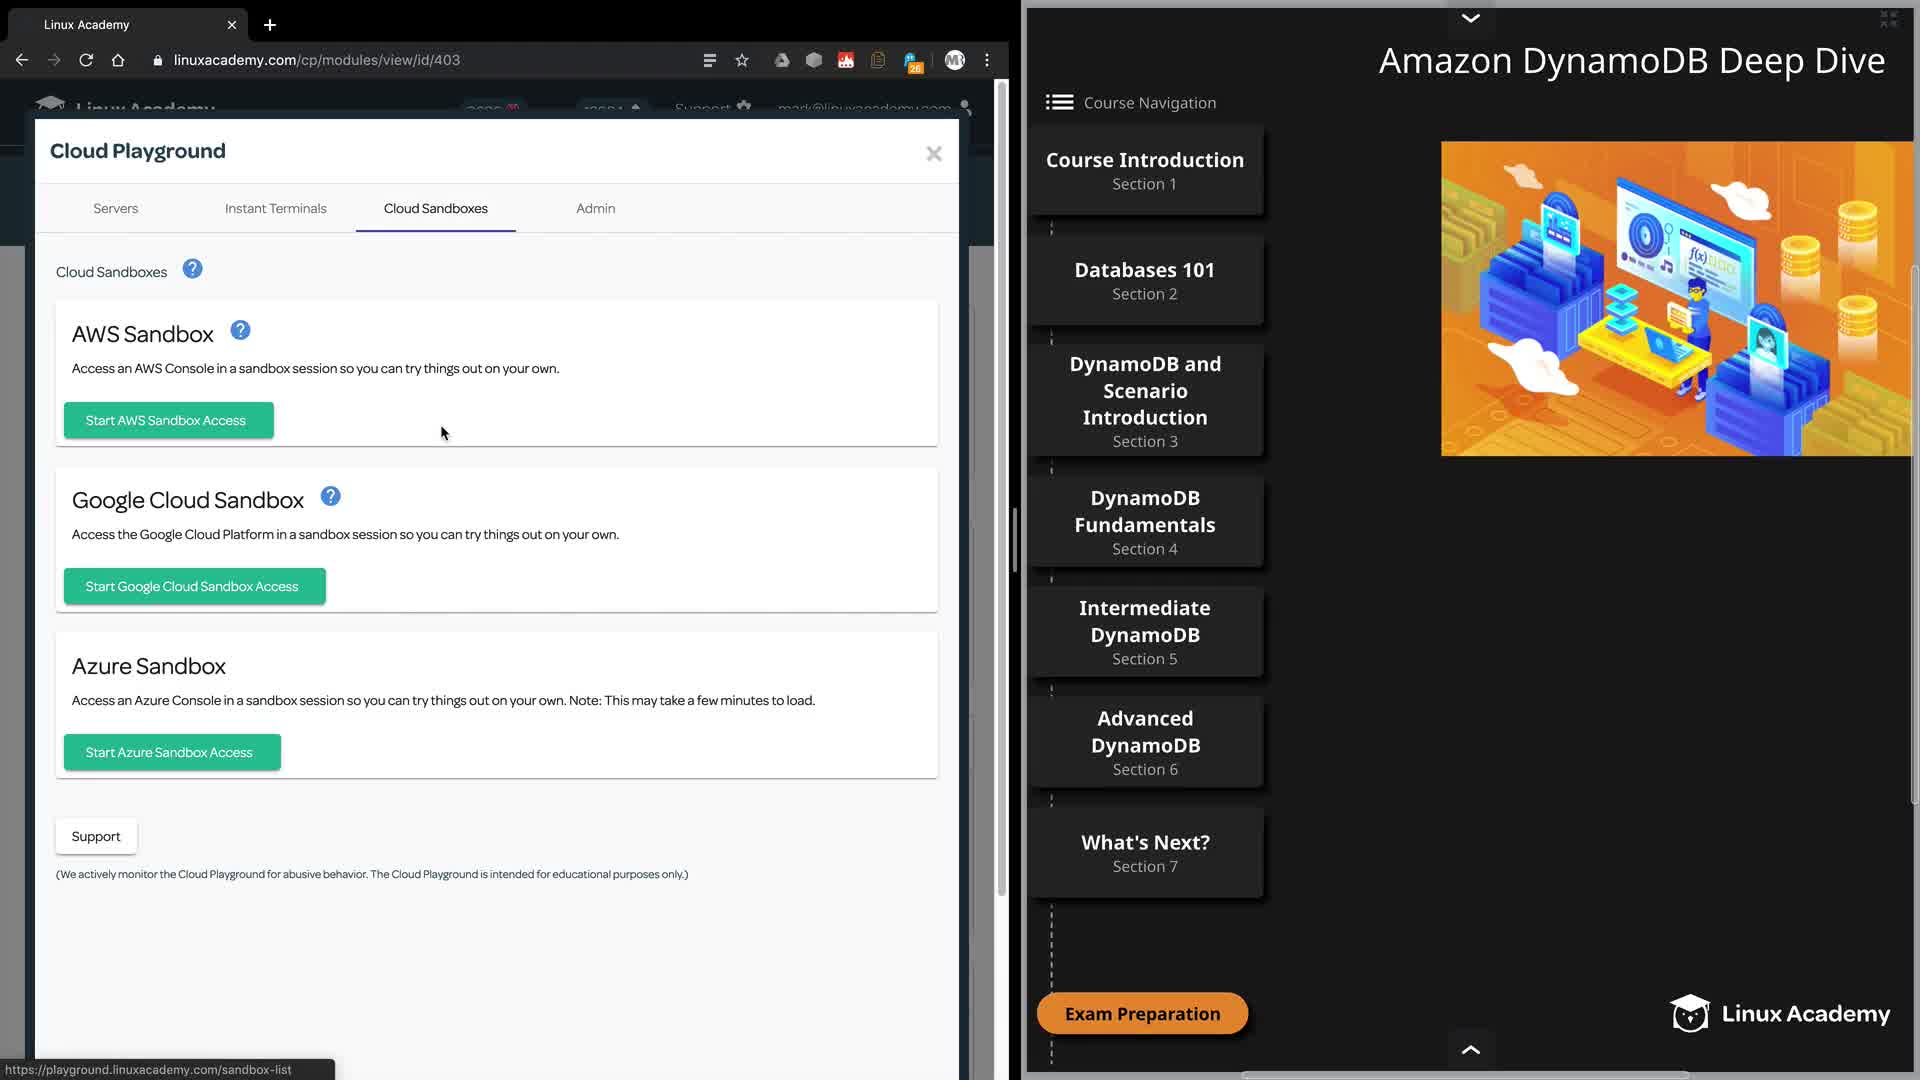 Linux Academy
linuxacademy.com/cp/modules/view/id/403
26
MR
Linux Academy
Support
mark@linuxacademy.com
Cloud Playground
Servers
Instant Terminals
Cloud Sandboxes
Admin
Cloud Sandboxes
?
AWS Sandbox
?
Access an AWS Console in a sandbox session so you can try things out on your own.
Start AWS Sandbox Access
Google Cloud Sandbox
?
Access the Google Cloud Platform in a sandbox session so you can try things out on your own.
Start Google Cloud Sandbox Access
Azure Sandbox
Access an Azure Console in a sandbox session so you can try things out on your own. Note: This may take a few minutes to load.
Start Azure Sandbox Access
Support
(We actively monitor the Cloud Playground for abusive behavior. The Cloud Playground is intended for educational purposes only.)
https://playground.linuxacademy.com/sandbox-list
Amazon DynamoDB Deep Dive
Course Navigation
Course Introduction
Section 1
Databases 101
Section 2
DynamoDB and
Scenario
Introduction
Section 3
DynamoDB
Fundamentals
Section 4
Intermediate
DynamoDB
Section 5
Advanced
DynamoDB
Section 6
What's Next?
Section 7
Exam Preparation
f(x)
Linux Academy